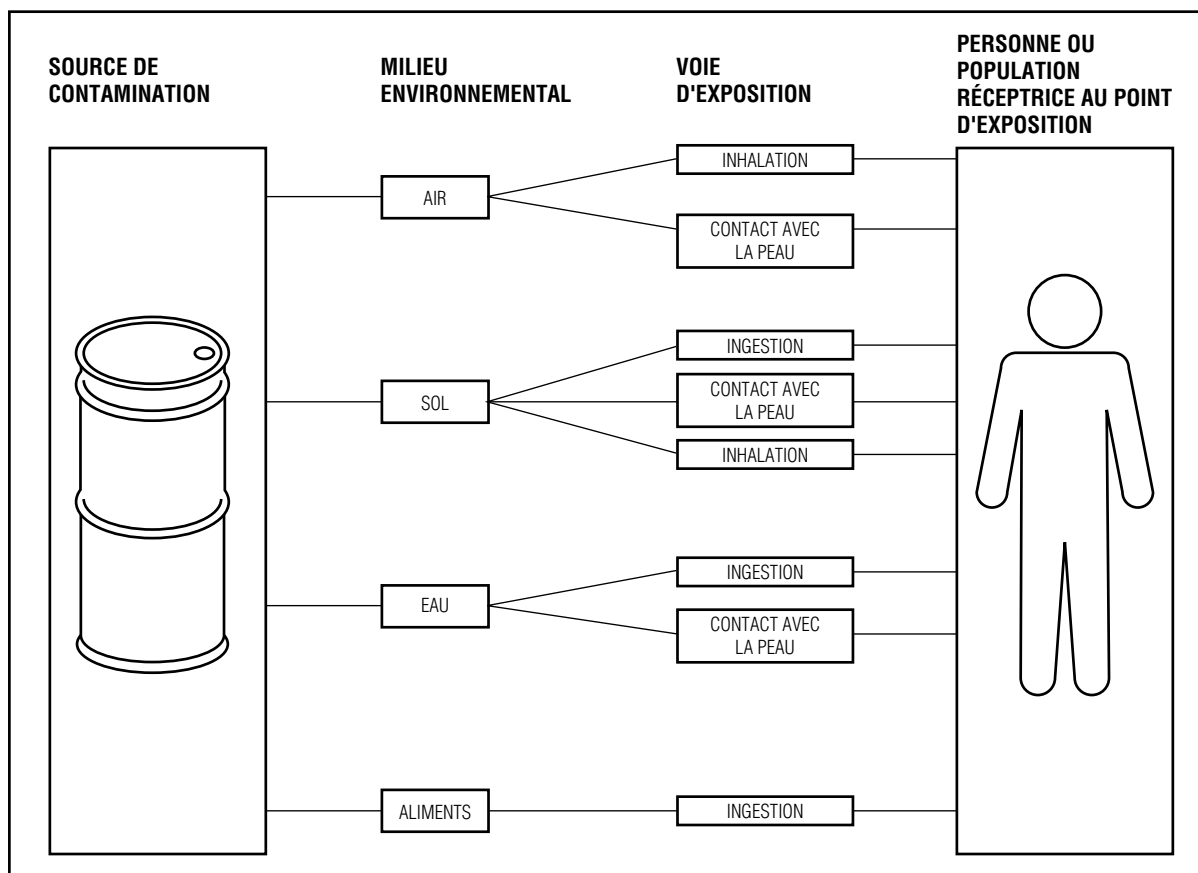 SOURCE DE
CONTAMINATION
MILIEU
ENVIRONNEMENTAL
VOIE
D'EXPOSITION
PERSONNE OU
POPULATION
RÉCEPTRICE AU POINT
D'EXPOSITION
AIR
INHALATION
CONTACT AVEC
LA PEAU
SOL
INGESTION
CONTACT AVEC
LA PEAU
INHALATION
EAU
INGESTION
CONTACT AVEC
LA PEAU
ALIMENTS
INGESTION